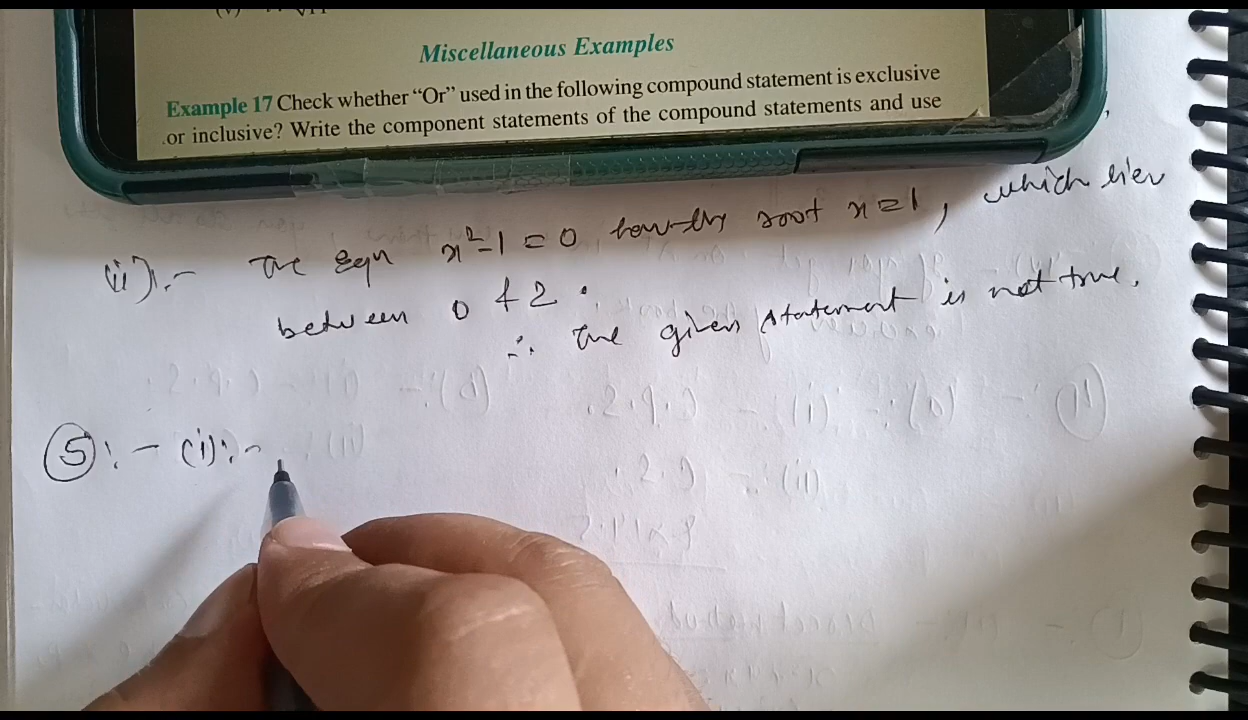 Miscellaneous Examples
Example 17 Check whether “Or” used in the following compound statement is exclusive
or inclusive? Write the component statements of the compound statements and use
(ii):- The eqn x²-1=0 root x=1, which lies
between 0 & 2.
∴ The given statement is not true.
(5):- (i):-